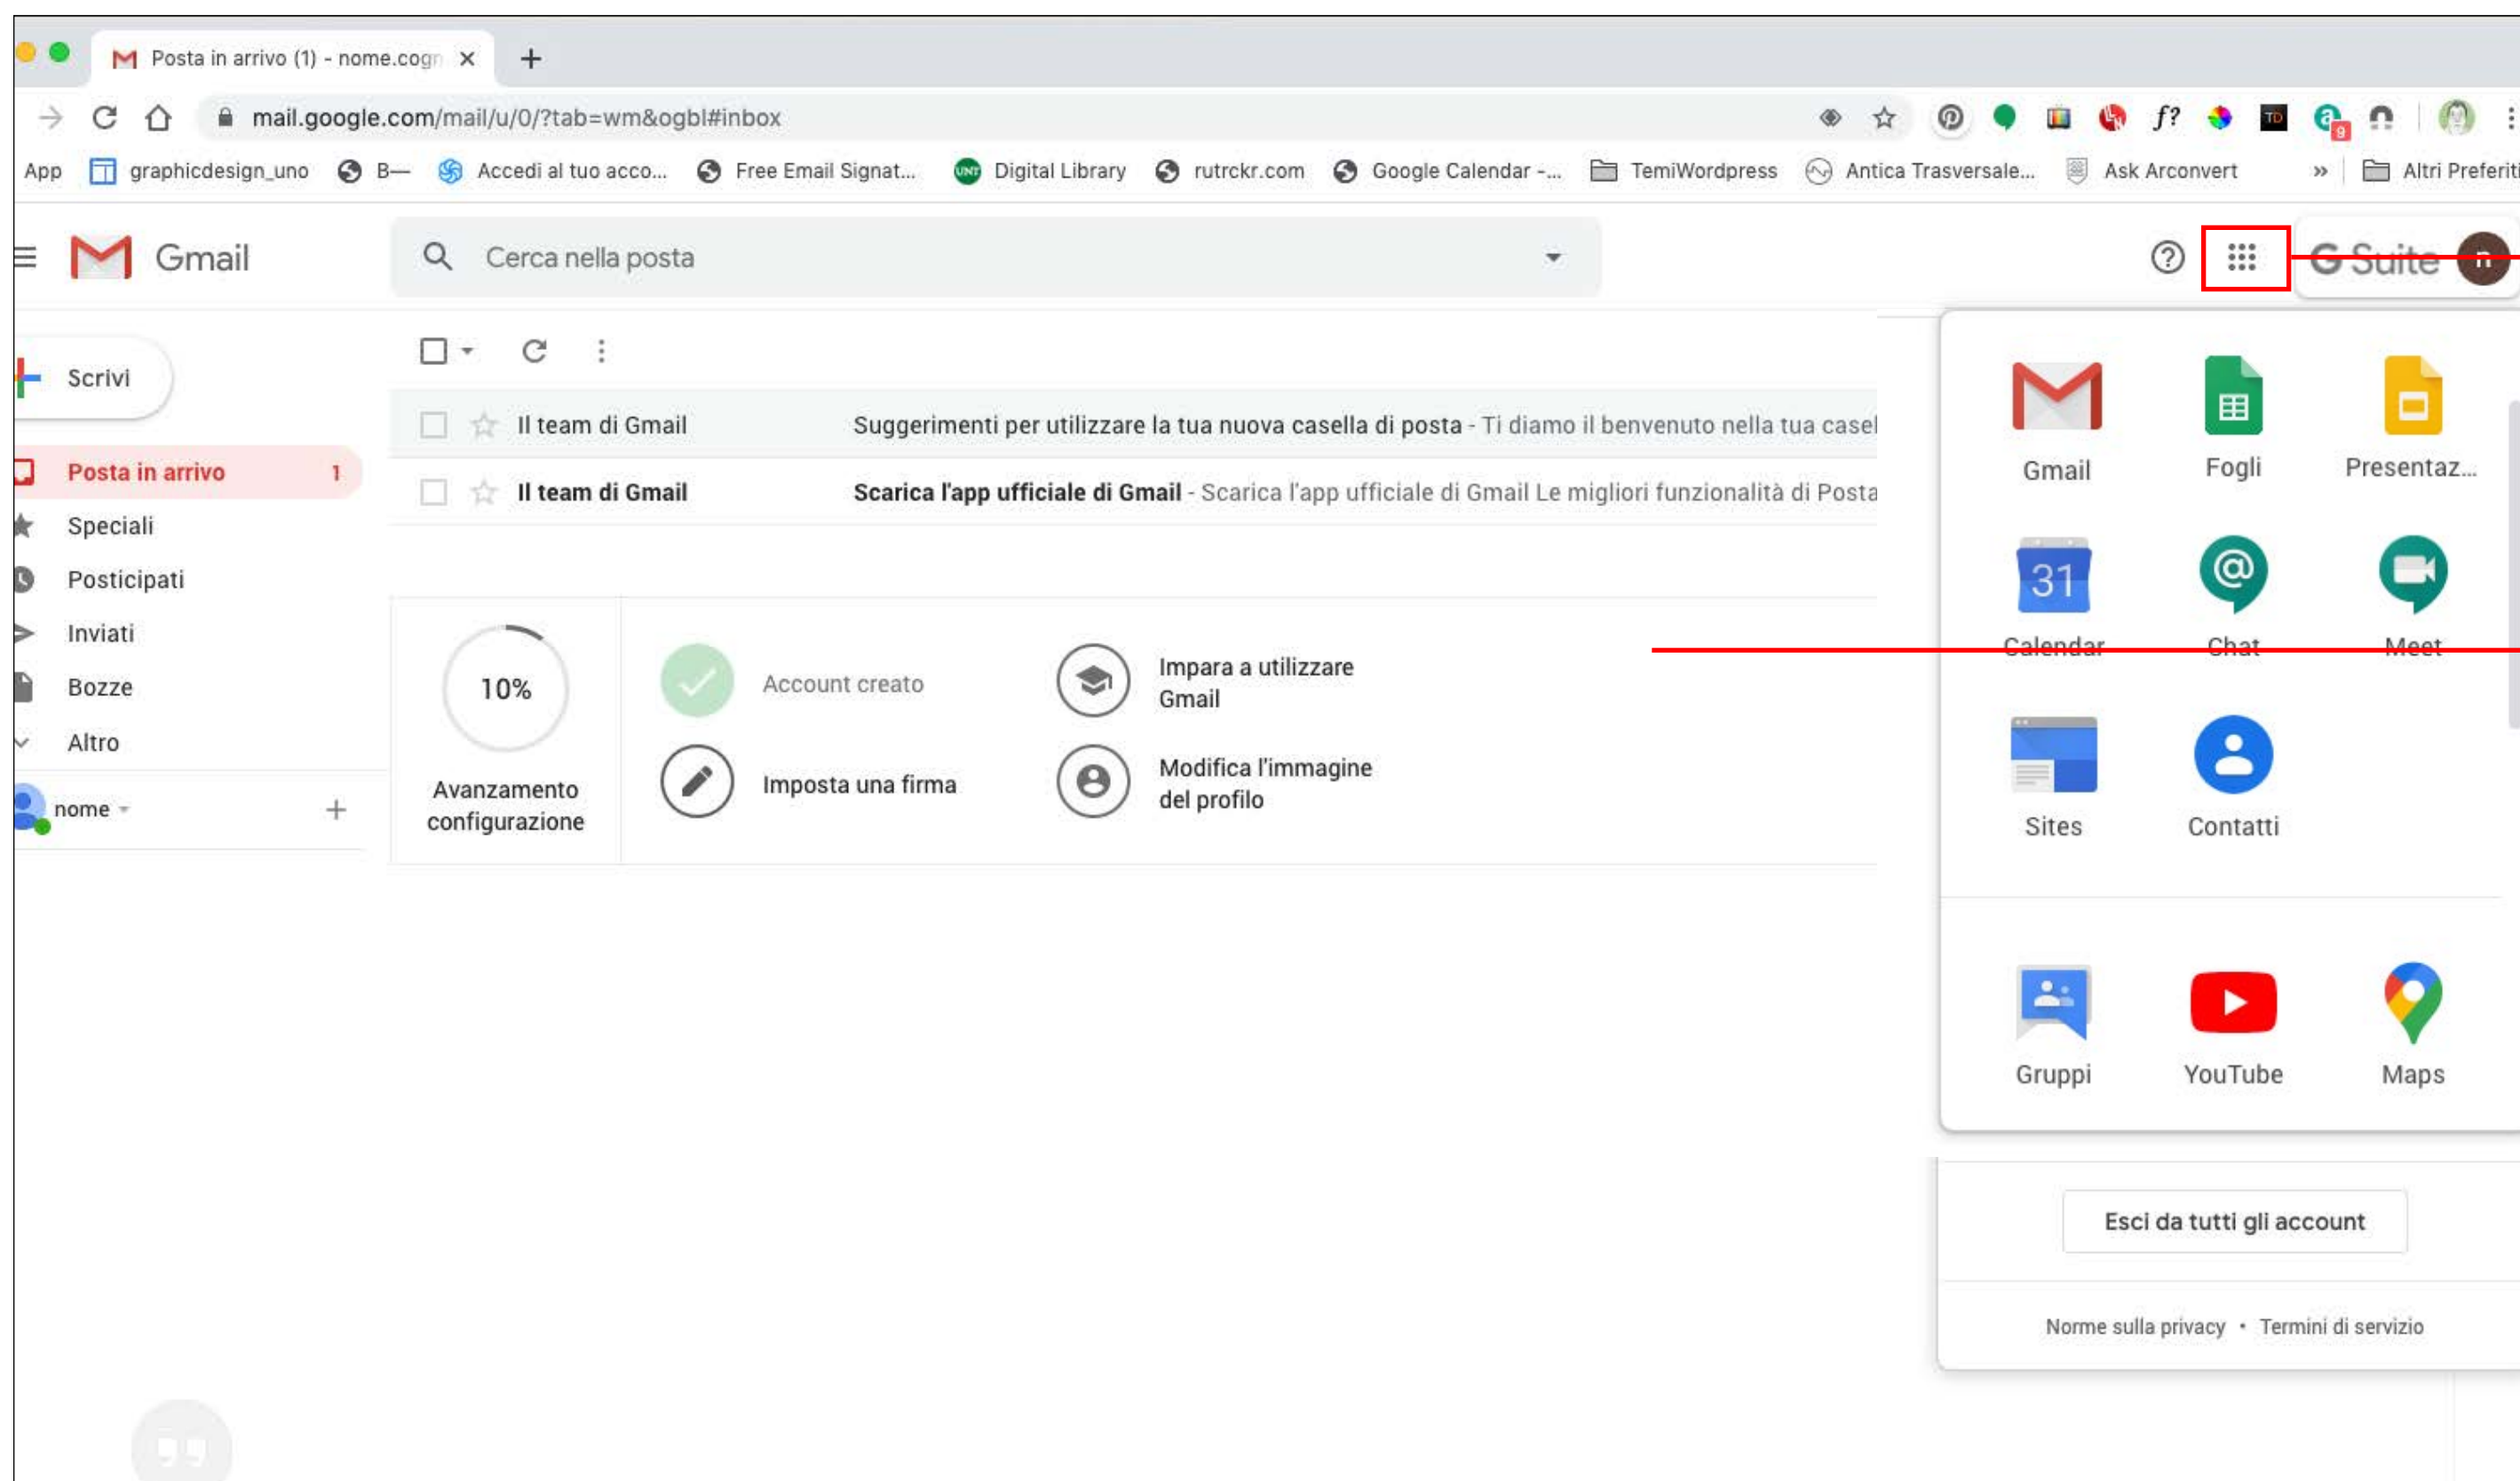 Posta in arrivo (1) - nome.cogn
mail.google.com/mail/u/0/?tab=wm&ogbl#inbox
f?
TD
9
App
graphicdesign_uno
B—
Accedi al tuo acco...
Free Email Signat...
UNT
Digital Library
rutrckr.com
Google Calendar -...
TemiWordpress
Antica Trasversale...
Ask Arconvert
»
Altri Preferiti
Gmail
Cerca nella posta
G Suite
n
Scrivi
Posta in arrivo 1
Speciali
Posticipati
Inviati
Bozze
Altro
nome
Il team di Gmail Suggerimenti per utilizzare la tua nuova casella di posta - Ti diamo il benvenuto nella tua casel
Il team di Gmail Scarica l'app ufficiale di Gmail - Scarica l'app ufficiale di Gmail Le migliori funzionalità di Posta
10%
Avanzamento
configurazione
Account creato
Imposta una firma
Impara a utilizzare
Gmail
Modifica l'immagine
del profilo
Gmail
Fogli
Presentaz...
31
Calendar
Chat
Meet
Sites
Contatti
Gruppi
YouTube
Maps
Esci da tutti gli account
Norme sulla privacy • Termini di servizio